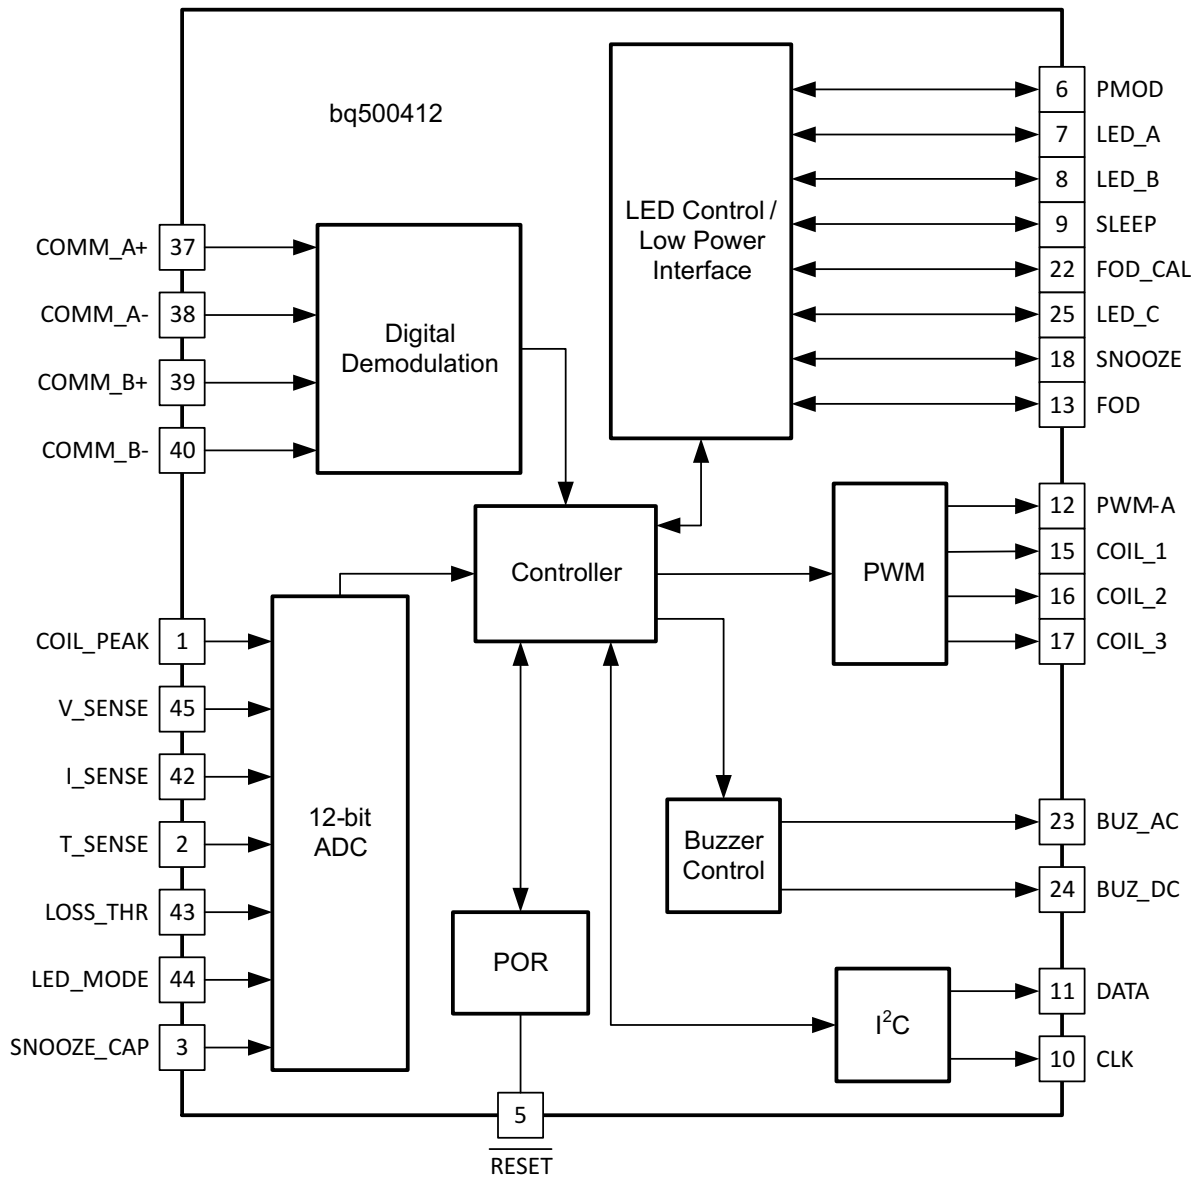 bq500412
COMM_A+ 37
COMM_A- 38
COMM_B+ 39
COMM_B- 40
Digital
Demodulation
LED Control /
Low Power
Interface
6 PMOD
7 LED_A
8 LED_B
9 SLEEP
22 FOD_CAL
25 LED_C
18 SNOOZE
13 FOD
Controller
PWM
12 PWM-A
15 COIL_1
16 COIL_2
17 COIL_3
COIL_PEAK 1
V_SENSE 45
I_SENSE 42
T_SENSE 2
LOSS_THR 43
LED_MODE 44
SNOOZE_CAP 3
12-bit
ADC
Buzzer
Control
23 BUZ_AC
24 BUZ_DC
POR
I²C
11 DATA
10 CLK
5
RESET